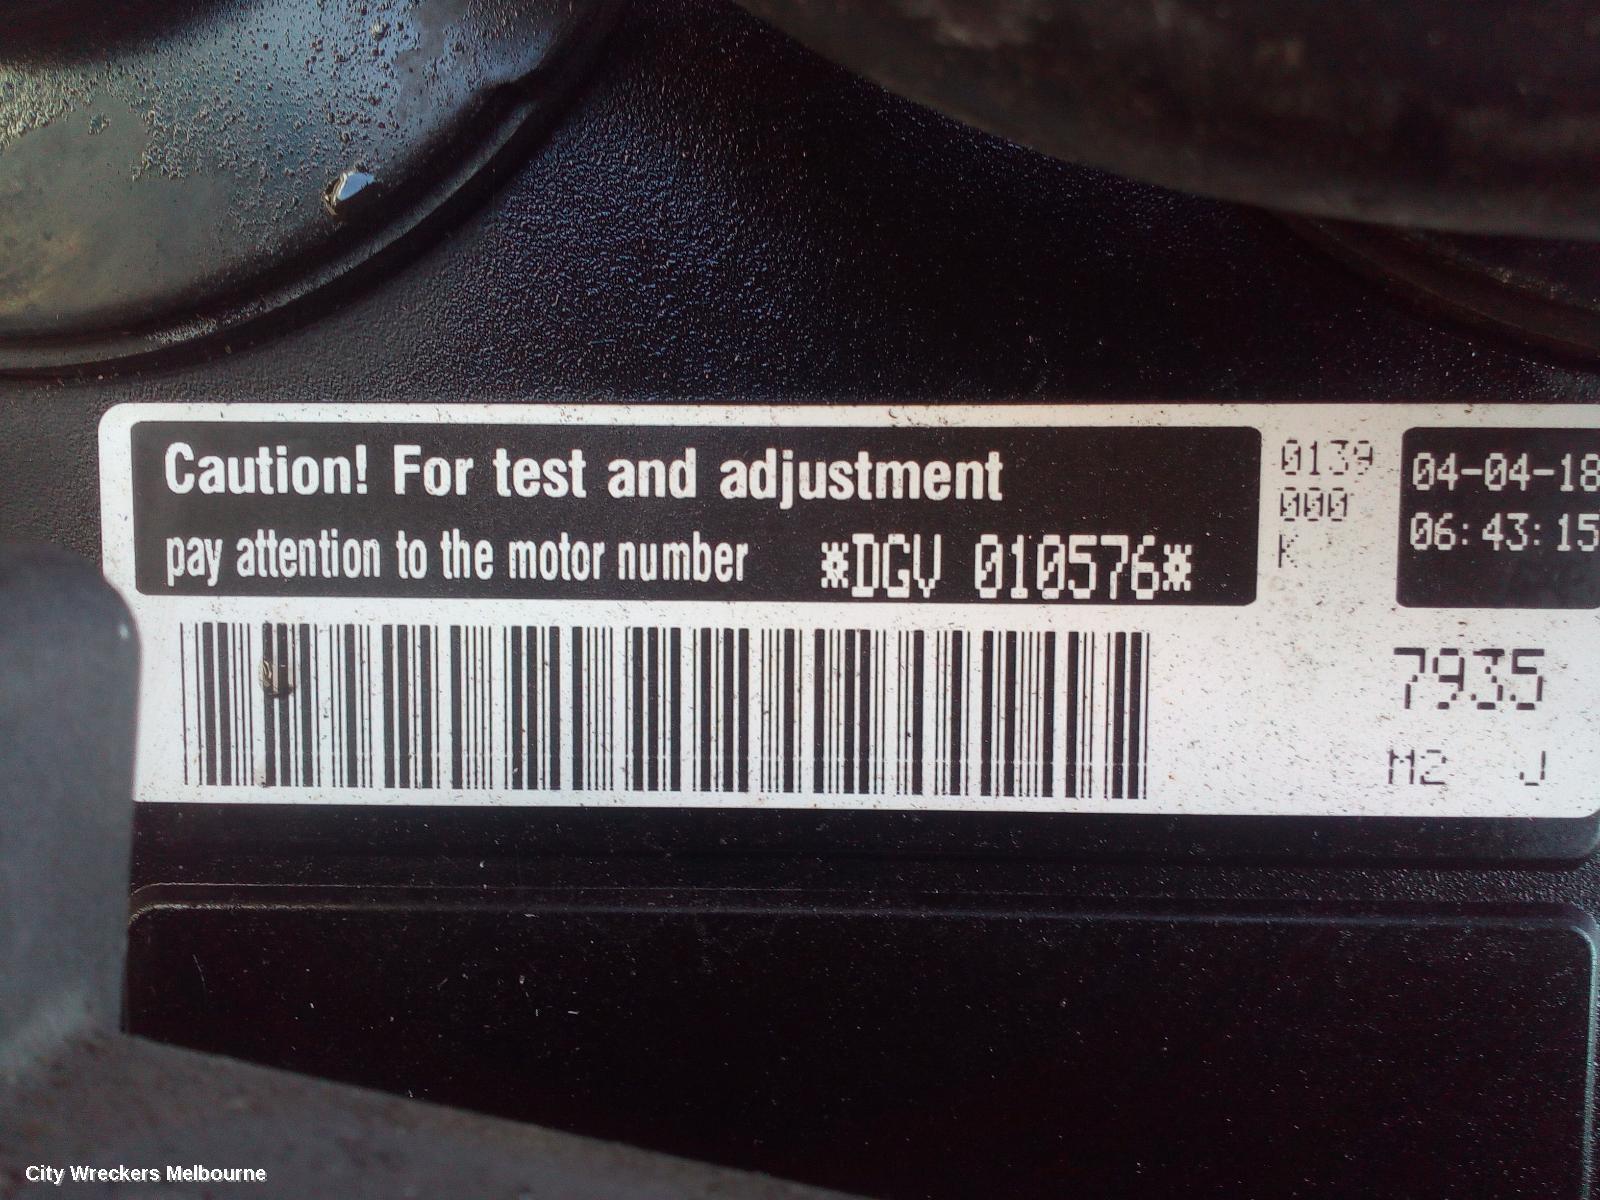 Caution! For test and adjustment
pay attention to the motor number *DGV 010576*
0139
000
K
04-04-18
06:43:15
7935
M2 J
City Wreckers Melbourne